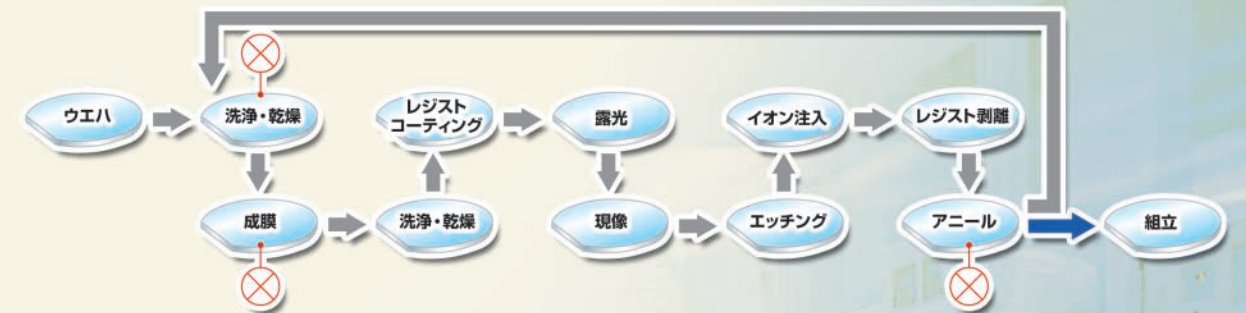 ウエハ
洗浄・乾燥
成膜
洗浄・乾燥
レジスト
コーティング
露光
現像
エッチング
イオン注入
レジスト剥離
アニール
組立